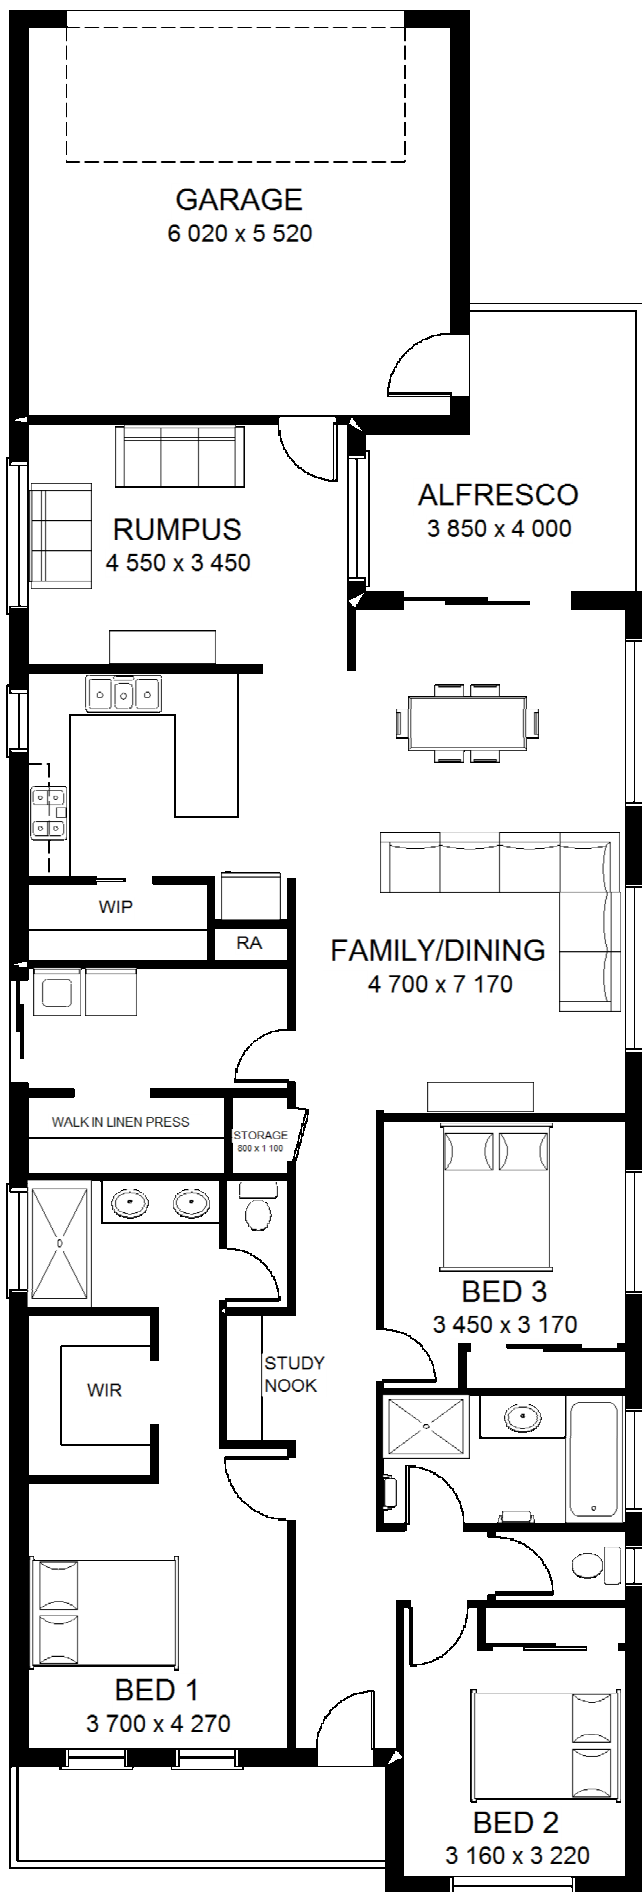 GARAGE
6 020 x 5 520
ALFRESCO
3 850 x 4 000
RUMPUS
4 550 x 3 450
WIP
RA
FAMILY/DINING
4 700 x 7 170
WALK IN LINEN PRESS
STORAGE
800 x 1 100
BED 3
3 450 x 3 170
STUDY
NOOK
WIR
BED 1
3 700 x 4 270
BED 2
3 160 x 3 220